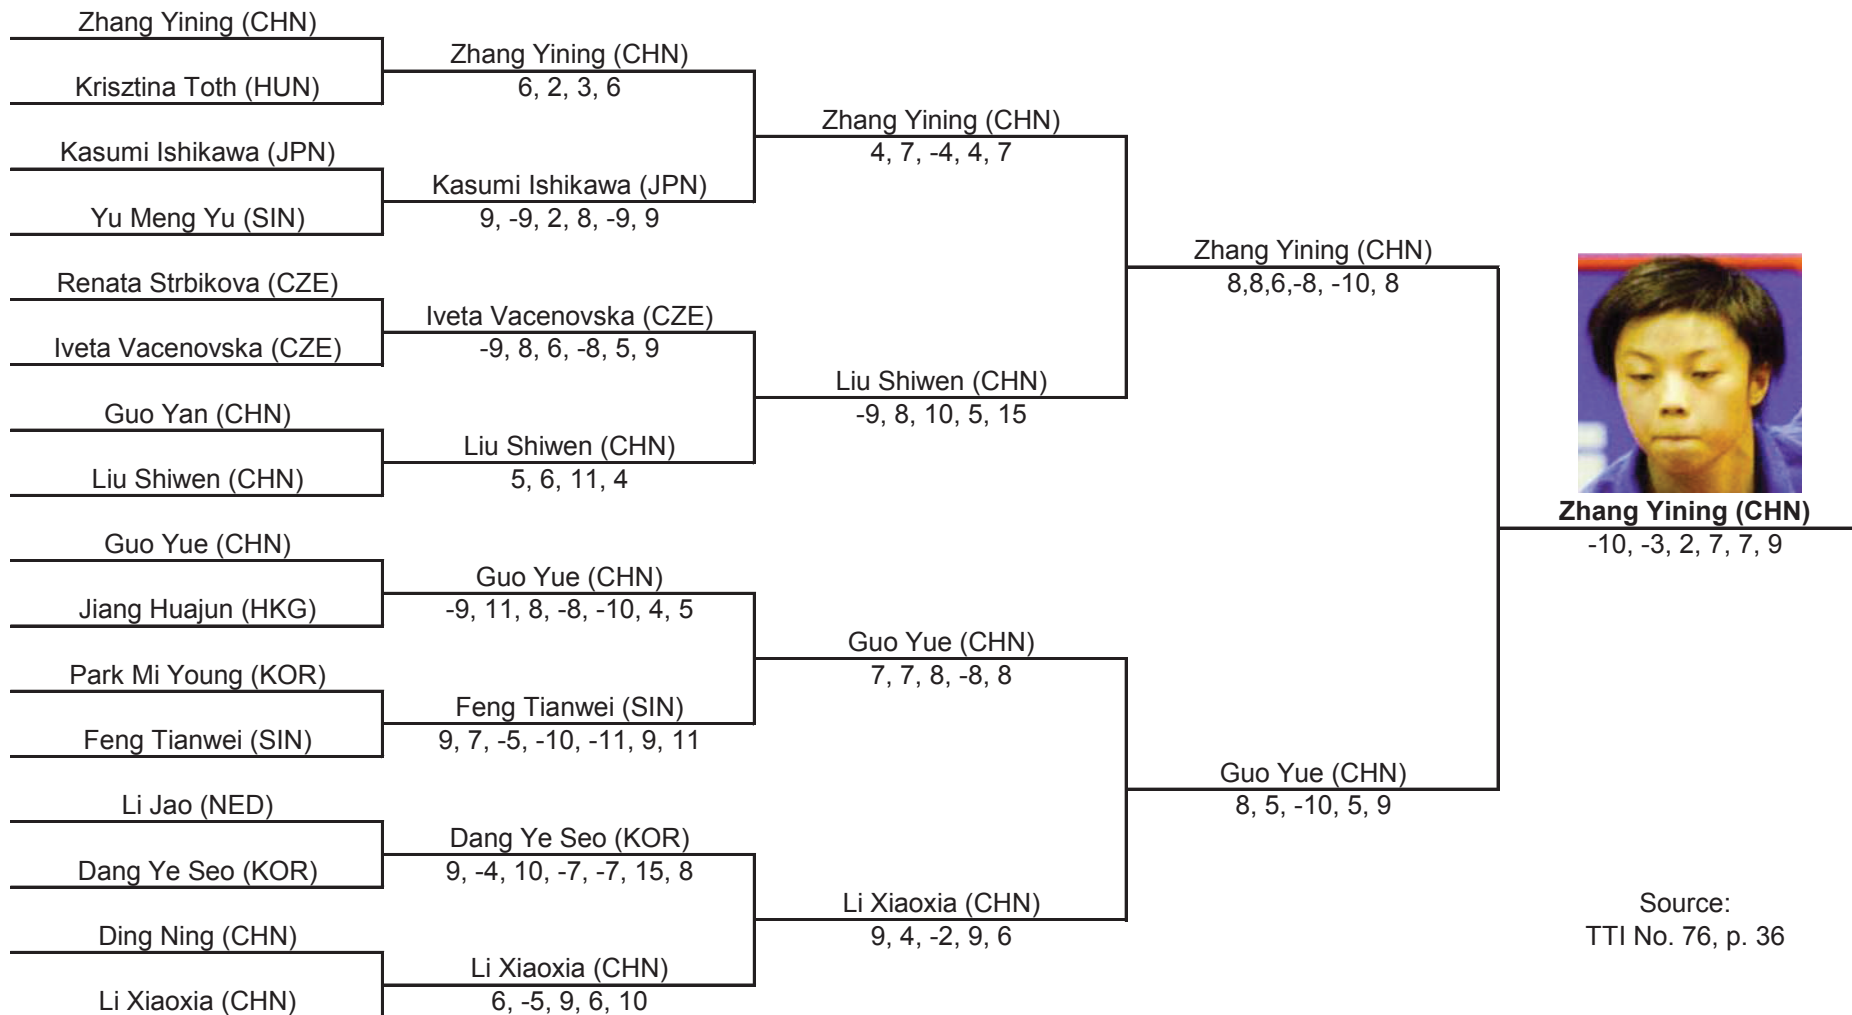 Zhang Yining (CHN)
Krisztina Toth (HUN)
Kasumi Ishikawa (JPN)
Yu Meng Yu (SIN)
Renata Strbikova (CZE)
Iveta Vacenovska (CZE)
Guo Yan (CHN)
Liu Shiwen (CHN)
Guo Yue (CHN)
Jiang Huajun (HKG)
Park Mi Young (KOR)
Feng Tianwei (SIN)
Li Jao (NED)
Dang Ye Seo (KOR)
Ding Ning (CHN)
Li Xiaoxia (CHN)
Zhang Yining (CHN)
6, 2, 3, 6
Kasumi Ishikawa (JPN)
9, -9, 2, 8, -9, 9
Iveta Vacenovska (CZE)
-9, 8, 6, -8, 5, 9
Liu Shiwen (CHN)
5, 6, 11, 4
Guo Yue (CHN)
-9, 11, 8, -8, -10, 4, 5
Feng Tianwei (SIN)
9, 7, -5, -10, -11, 9, 11
Dang Ye Seo (KOR)
9, -4, 10, -7, -7, 15, 8
Li Xiaoxia (CHN)
6, -5, 9, 6, 10
Zhang Yining (CHN)
4, 7, -4, 4, 7
Liu Shiwen (CHN)
-9, 8, 10, 5, 15
Guo Yue (CHN)
7, 7, 8, -8, 8
Li Xiaoxia (CHN)
9, 4, -2, 9, 6
Zhang Yining (CHN)
8,8,6,-8, -10, 8
Guo Yue (CHN)
8, 5, -10, 5, 9
Zhang Yining (CHN)
-10, -3, 2, 7, 7, 9
Source:
TTI No. 76, p. 36